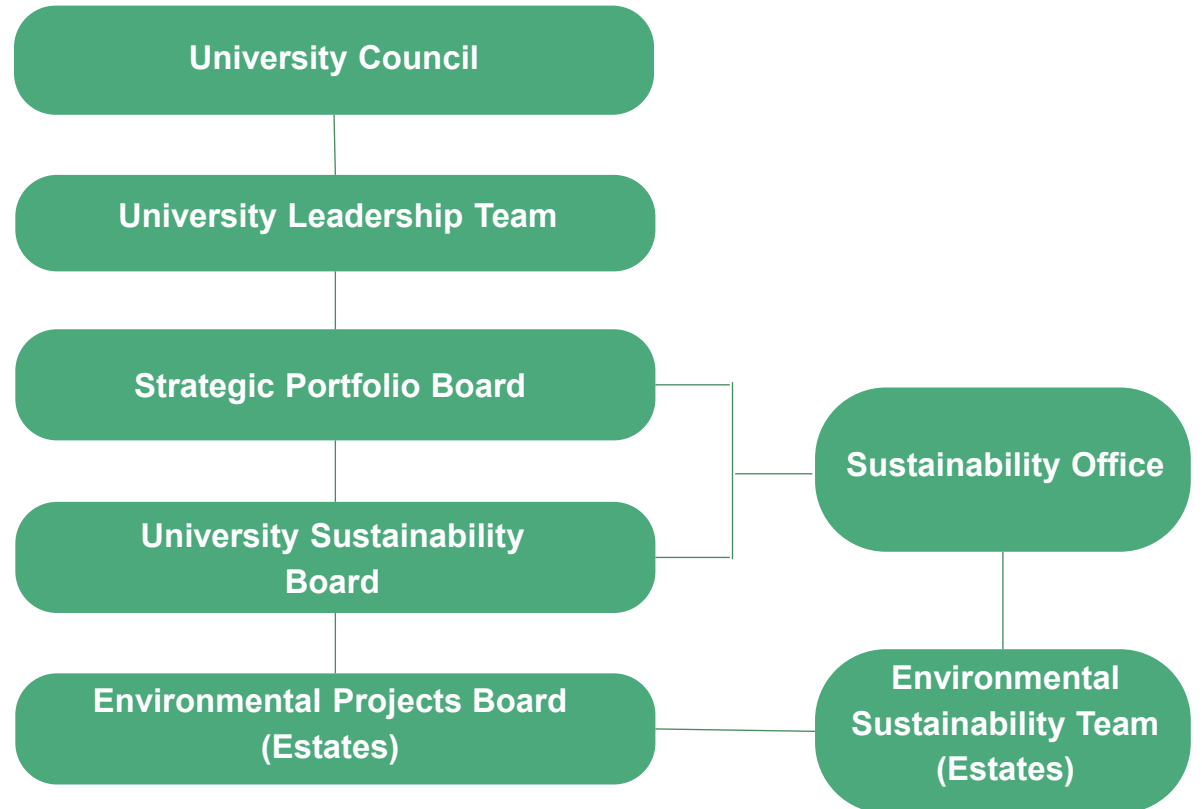 University Council
University Leadership Team
Strategic Portfolio Board
Sustainability Office
University Sustainability
Board
Environmental Projects Board
(Estates)
Environmental
Sustainability Team
(Estates)